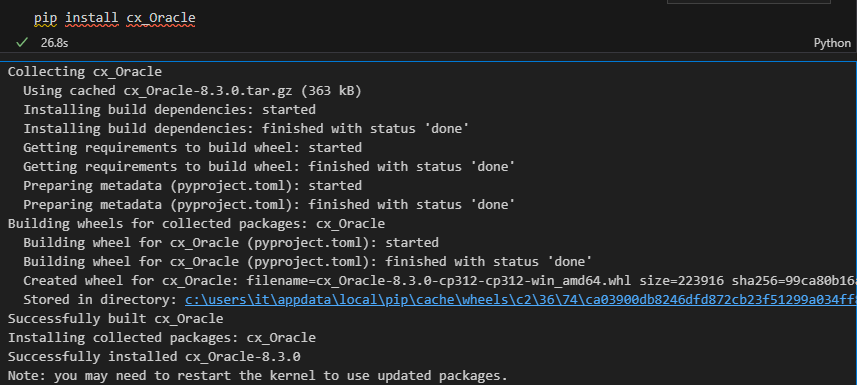 pip install cx_Oracle
26.8s
Python
Collecting cx_Oracle
Using cached cx_Oracle-8.3.0.tar.gz (363 kB)
Installing build dependencies: started
Installing build dependencies: finished with status 'done'
Getting requirements to build wheel: started
Getting requirements to build wheel: finished with status 'done'
Preparing metadata (pyproject.toml): started
Preparing metadata (pyproject.toml): finished with status 'done'
Building wheels for collected packages: cx_Oracle
Building wheel for cx_Oracle (pyproject.toml): started
Building wheel for cx_Oracle (pyproject.toml): finished with status 'done'
Created wheel for cx_Oracle: filename=cx_Oracle-8.3.0-cp312-cp312-win_amd64.whl size=223916 sha256=99ca80b16
Stored in directory: c:\users\it\appdata\local\pip\cache\wheels\c2\36\74\ca03900db8246dfd872cb23f51299a034ff
Successfully built cx_Oracle
Installing collected packages: cx_Oracle
Successfully installed cx_Oracle-8.3.0
Note: you may need to restart the kernel to use updated packages.